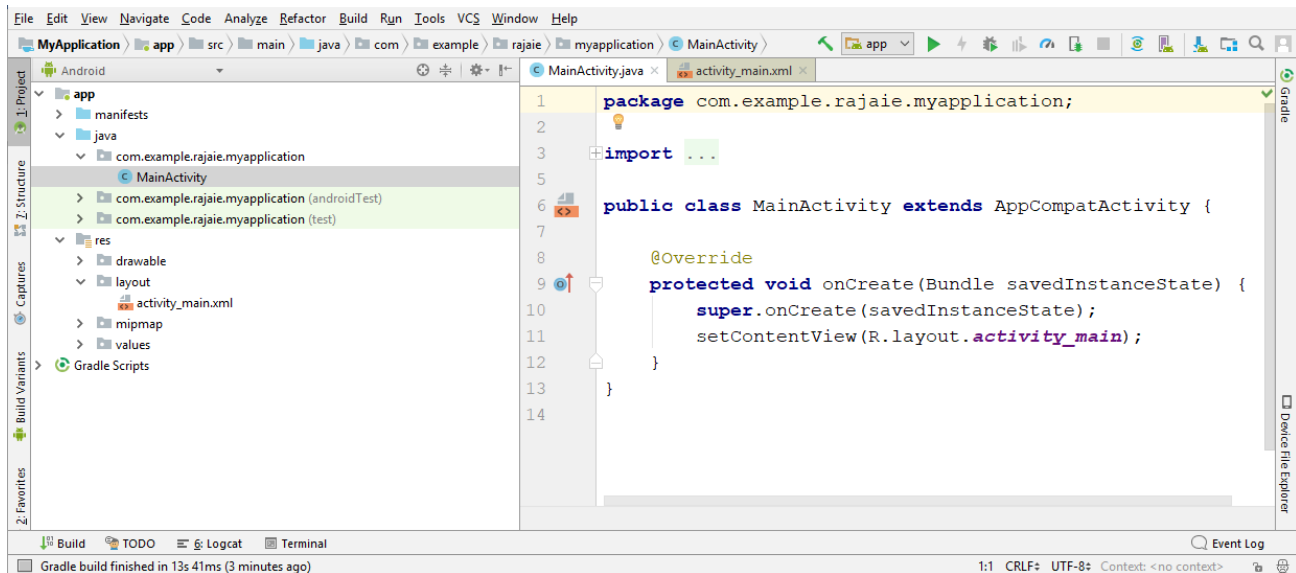 File Edit View Navigate Code Analyze Refactor Build Run Tools VCS Window Help
MyApplication app src main java com example rajaie myapplication MainActivity app
Android
MainActivity.java activity_main.xml
1: Project
Z: Structure
Captures
Build Variants
2: Favorites
app
manifests
java
com.example.rajaie.myapplication
MainActivity
com.example.rajaie.myapplication (androidTest)
com.example.rajaie.myapplication (test)
res
drawable
layout
activity_main.xml
mipmap
values
Gradle Scripts
1 package com.example.rajaie.myapplication;
2
3 import ...
5
6 public class MainActivity extends AppCompatActivity {
7
8 @Override
9 protected void onCreate(Bundle savedInstanceState) {
10 super.onCreate(savedInstanceState);
11 setContentView(R.layout.activity_main);
12 }
13 }
14
Gradle
Device File Explorer
Build TODO 6: Logcat Terminal Event Log
Gradle build finished in 13s 41ms (3 minutes ago) 1:1 CRLF UTF-8 Context: <no context>